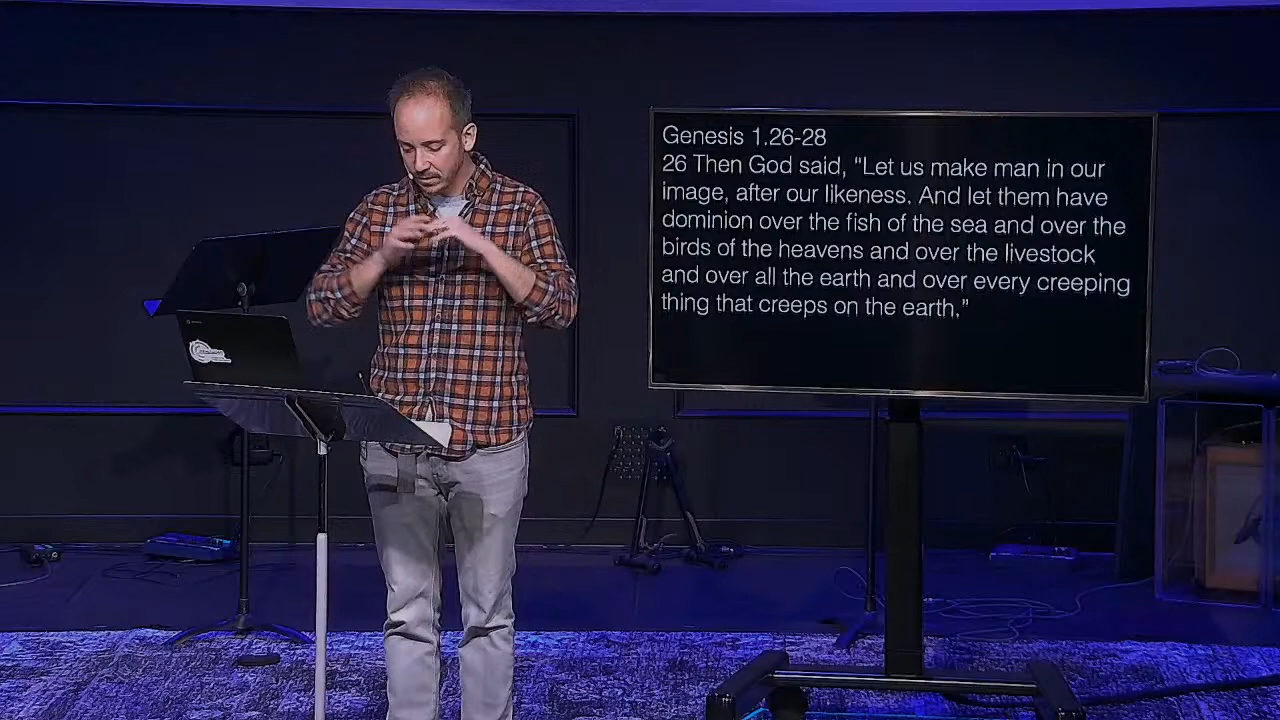 Genesis 1.26-28
26 Then God said, "Let us make man in our
image, after our likeness. And let them have
dominion over the fish of the sea and over the
birds of the heavens and over the livestock
and over all the earth and over every creeping
thing that creeps on the earth."